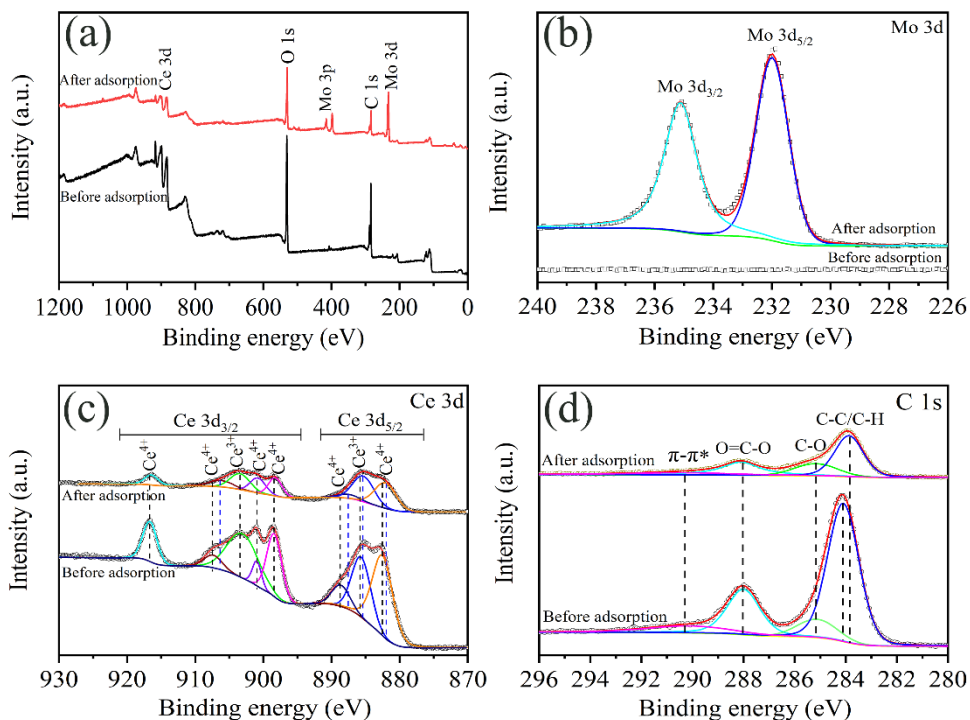 (a)
After adsorption
Ce 3d
O 1s
Mo 3p
C 1s
Mo 3d
Before adsorption
Intensity (a.u.)
1200 1000 800 600 400 200 0
Binding energy (eV)
(b)
Mo 3d
Mo 3d5/2
Mo 3d3/2
After adsorption
Before adsorption
Intensity (a.u.)
240 238 236 234 232 230 228 226
Binding energy (eV)
(c)
Ce 3d
Ce 3d3/2
Ce 3d5/2
Ce4+
Ce4+
Ce3+
Ce4+
Ce4+
Ce4+
Ce3+
Ce4+
After adsorption
Before adsorption
Intensity (a.u.)
930 920 910 900 890 880 870
Binding energy (eV)
(d)
C 1s
C-C/C-H
After adsorption
π-π*
O=C-O
C-O
Before adsorption
Intensity (a.u.)
296 294 292 290 288 286 284 282 280
Binding energy (eV)